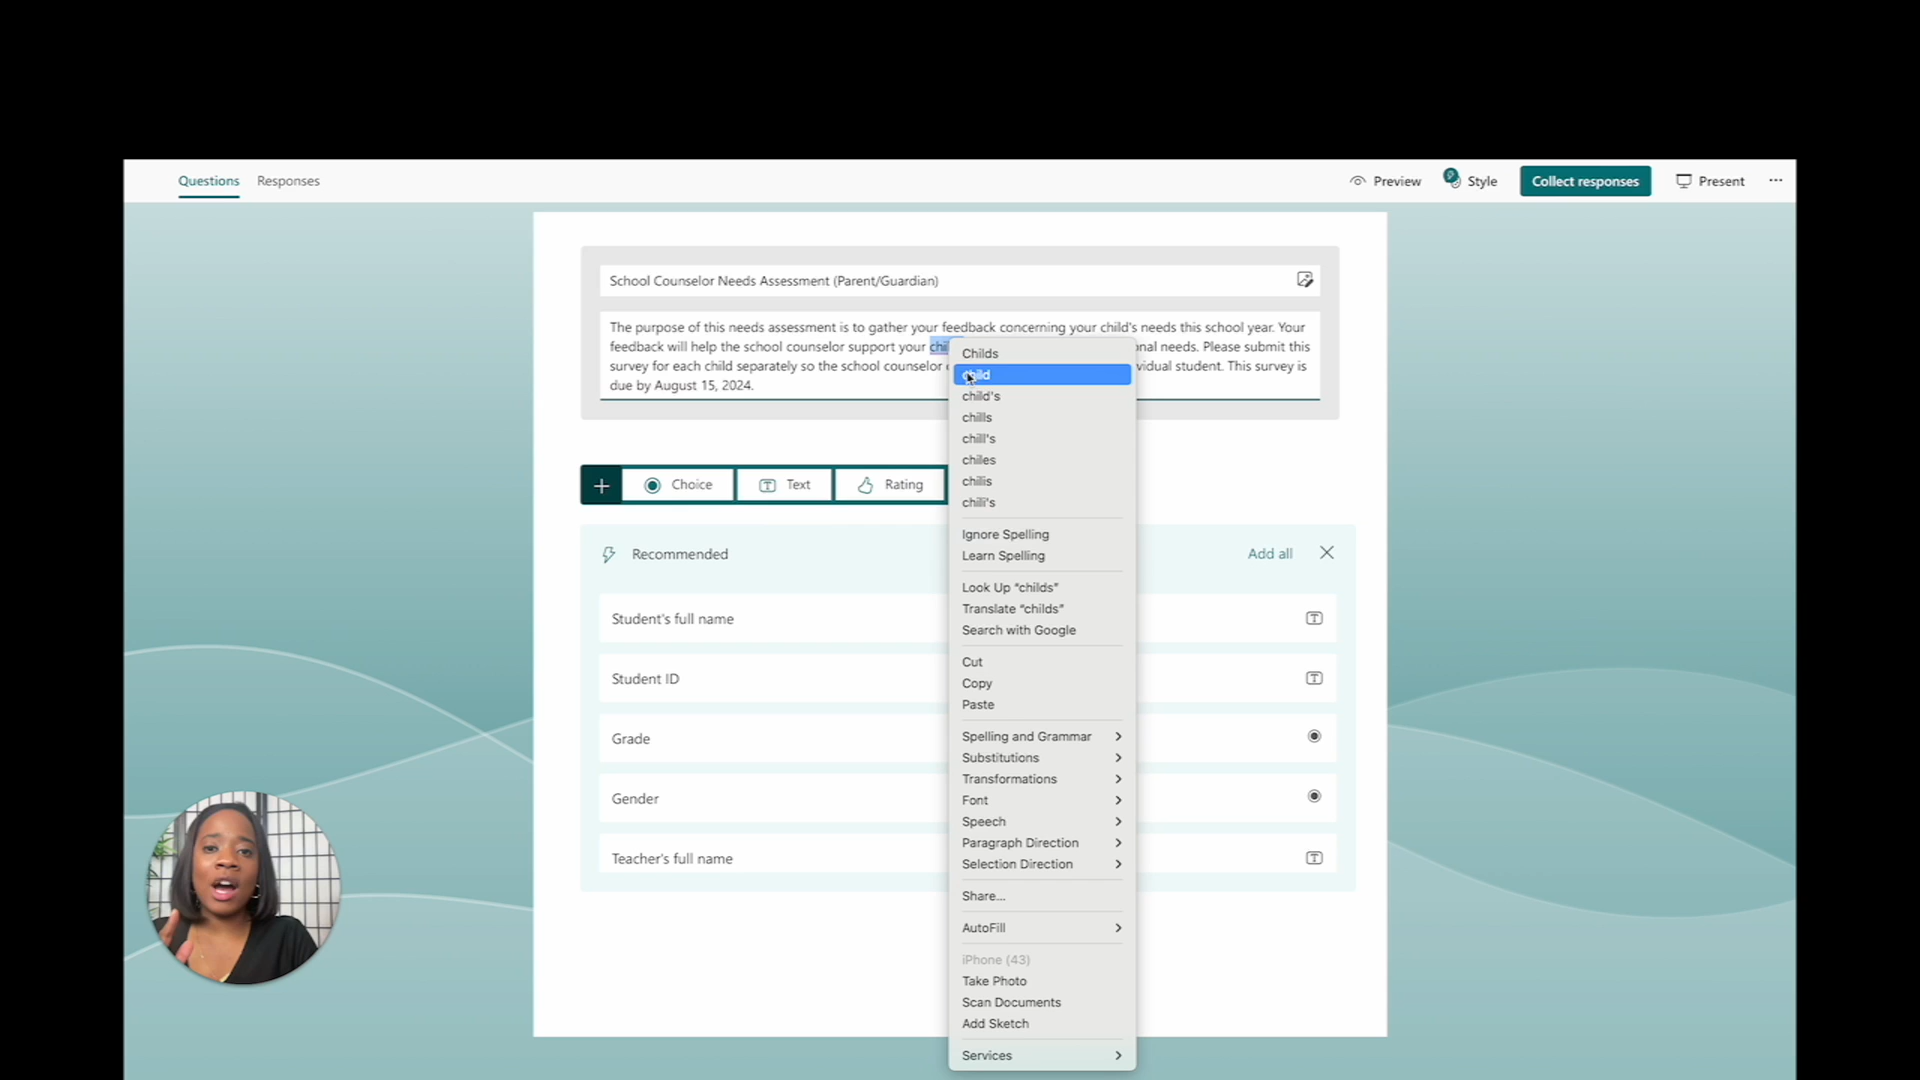 Questions Responses
Preview Style Collect responses Present
School Counselor Needs Assessment (Parent/Guardian)
The purpose of this needs assessment is to gather your feedback concerning your child's needs this school year. Your
feedback will help the school counselor support your nal needs. Please submit this
survey for each child separately so the school counselor vidual student. This survey is
due by August 15, 2024.
Choice Text Rating
Recommended Add all
Student's full name
Student ID
Grade
Gender
Teacher's full name
Childs
child
child's
chills
chill's
chiles
chilis
chili's
Ignore Spelling
Learn Spelling
Look Up “childs”
Translate “childs”
Search with Google
Cut
Copy
Paste
Spelling and Grammar
Substitutions
Transformations
Font
Speech
Paragraph Direction
Selection Direction
Share...
AutoFill
iPhone (43)
Take Photo
Scan Documents
Add Sketch
Services